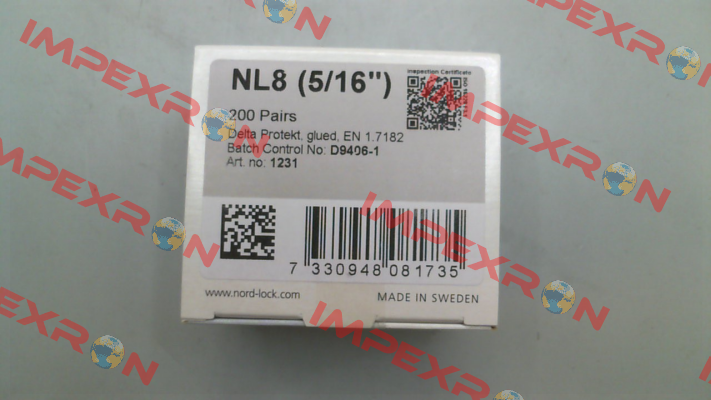 NL8 (5/16")
Inspection Certificate
200 Pairs
Delta Protekt, glued, EN 1.7182
Batch Control No: D9406-1
Art. no: 1231
7 330948 081735
www.nord-lock.com
MADE IN SWEDEN
IMPEXRON
IMPEXRON
IMPEXRON
IMPEXRON
IMPEXRON
IMPEXRON